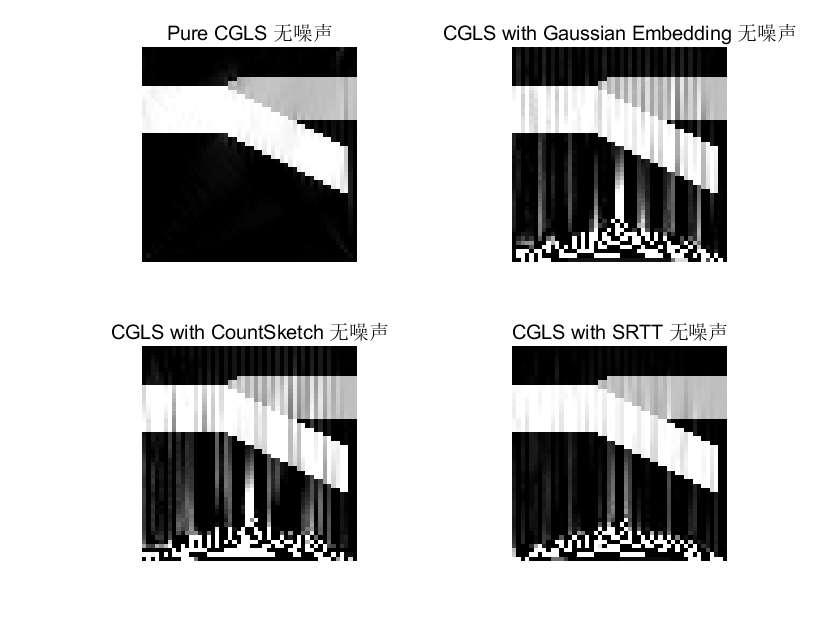 Pure CGLS 无噪声
CGLS with Gaussian Embedding 无噪声
CGLS with CountSketch 无噪声
CGLS with SRTT 无噪声